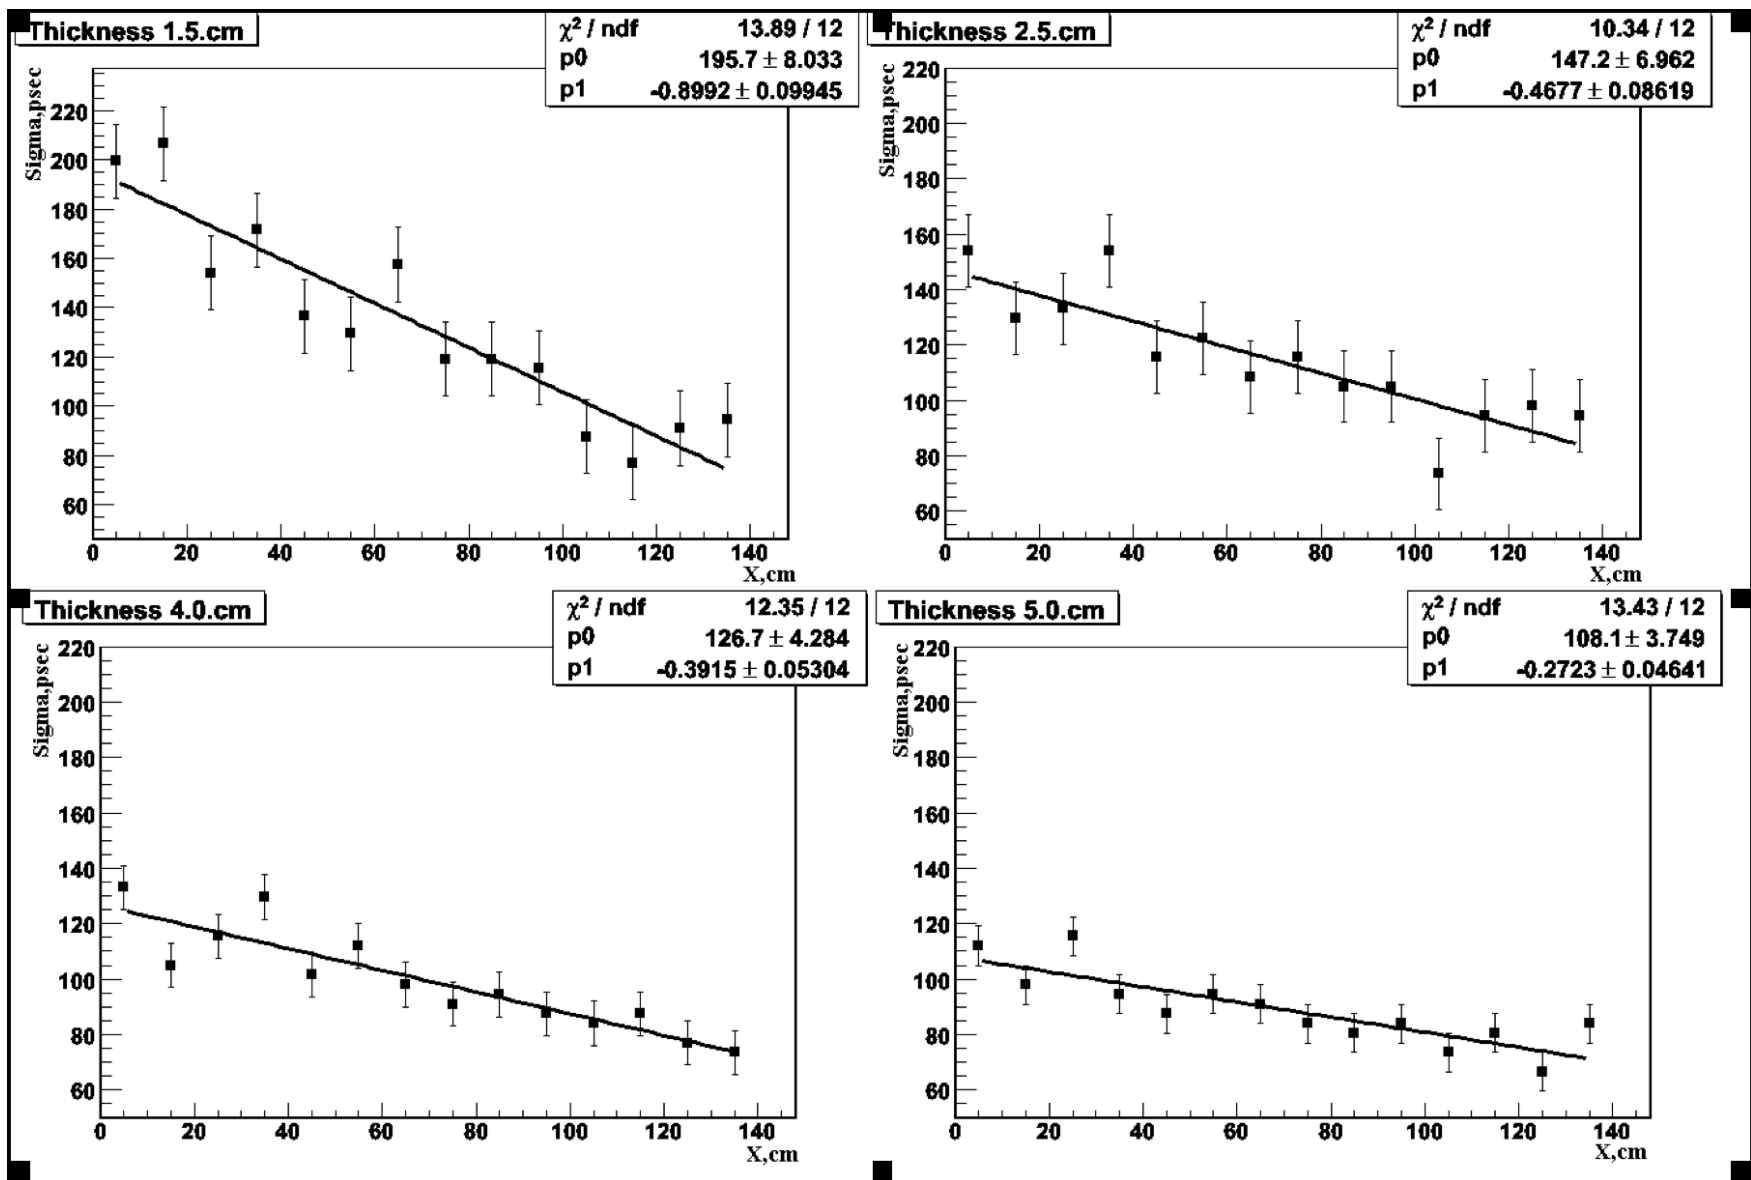 Thickness 1.5.cm
χ² / ndf 13.89 / 12
p0 195.7 ± 8.033
p1 -0.8992 ± 0.09945
Sigma,psec
220
200
180
160
140
120
100
80
60
0 20 40 60 80 100 120 140
X,cm
Thickness 2.5.cm
χ² / ndf 10.34 / 12
p0 147.2 ± 6.962
p1 -0.4677 ± 0.08619
Sigma,psec
220
200
180
160
140
120
100
80
60
0 20 40 60 80 100 120 140
X,cm
Thickness 4.0.cm
χ² / ndf 12.35 / 12
p0 126.7 ± 4.284
p1 -0.3915 ± 0.05304
Sigma,psec
220
200
180
160
140
120
100
80
60
0 20 40 60 80 100 120 140
X,cm
Thickness 5.0.cm
χ² / ndf 13.43 / 12
p0 108.1 ± 3.749
p1 -0.2723 ± 0.04641
Sigma,psec
220
200
180
160
140
120
100
80
60
0 20 40 60 80 100 120 140
X,cm